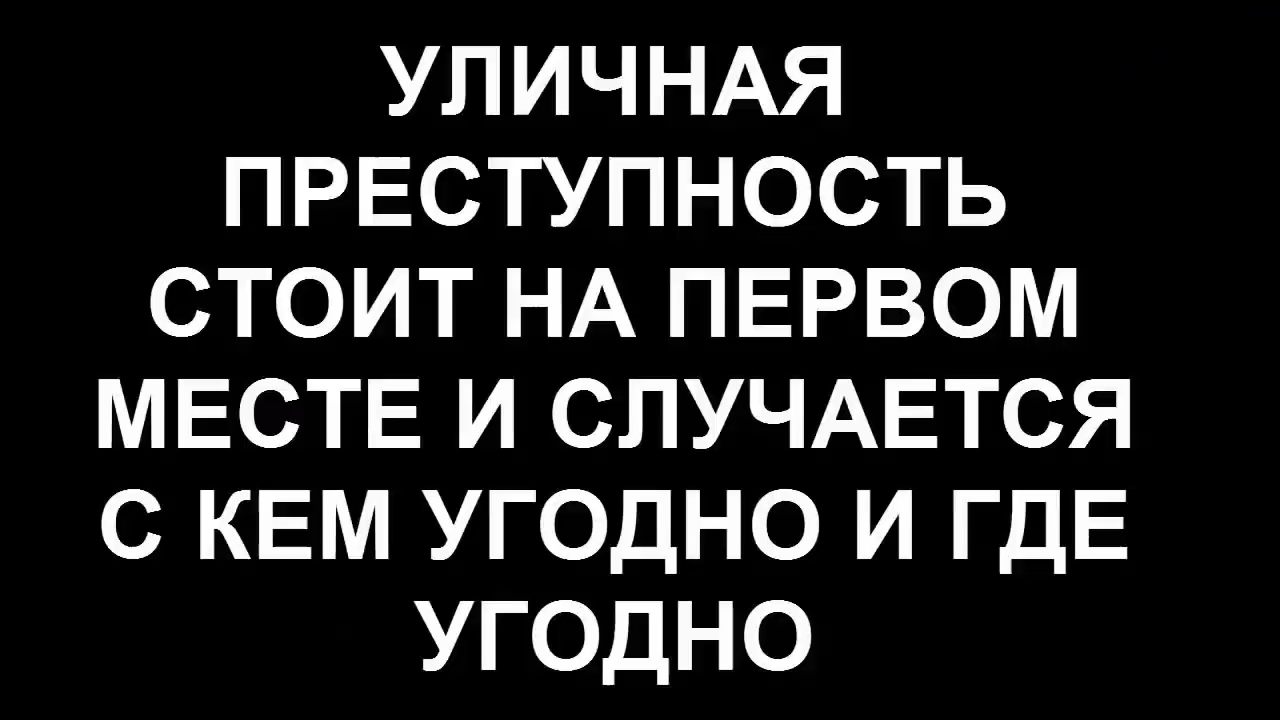 УЛИЧНАЯ
ПРЕСТУПНОСТЬ
СТОИТ НА ПЕРВОМ
МЕСТЕ И СЛУЧАЕТСЯ
С КЕМ УГОДНО И ГДЕ
УГОДНО